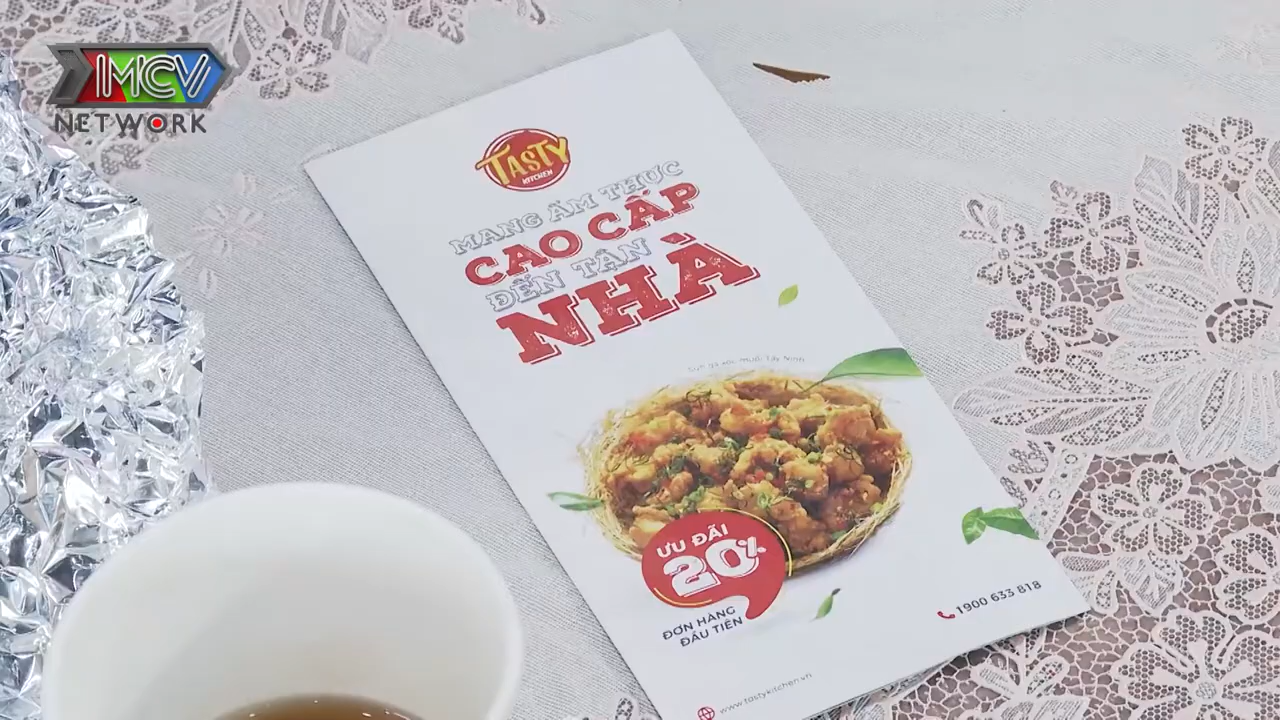 MCV
NETWORK
TASTY
KITCHEN
MANG ẨM THỰC
CAO CẤP
ĐẾN TẬN
NHÀ
ƯU ĐÃI
20%
ĐƠN HÀNG
ĐẦU TIÊN
1900 633 818
www.tastykitchen.vn